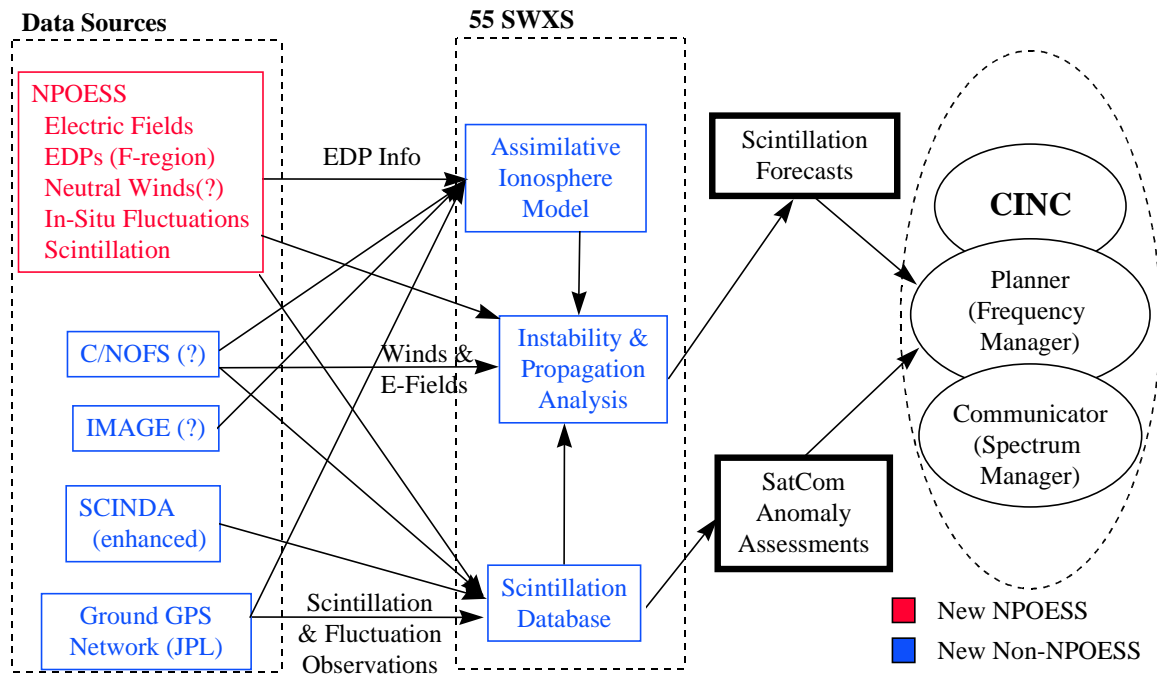 Data Sources
55 SWXS
NPOESS
Electric Fields
EDPs (F-region)
Neutral Winds(?)
In-Situ Fluctuations
Scintillation
C/NOFS (?)
IMAGE (?)
SCINDA
(enhanced)
Ground GPS
Network (JPL)
EDP Info
Winds &
E-Fields
Scintillation
& Fluctuation
Observations
Assimilative
Ionosphere
Model
Instability &
Propagation
Analysis
Scintillation
Database
Scintillation
Forecasts
SatCom
Anomaly
Assessments
CINC
Planner
(Frequency
Manager)
Communicator
(Spectrum
Manager)
New NPOESS
New Non-NPOESS